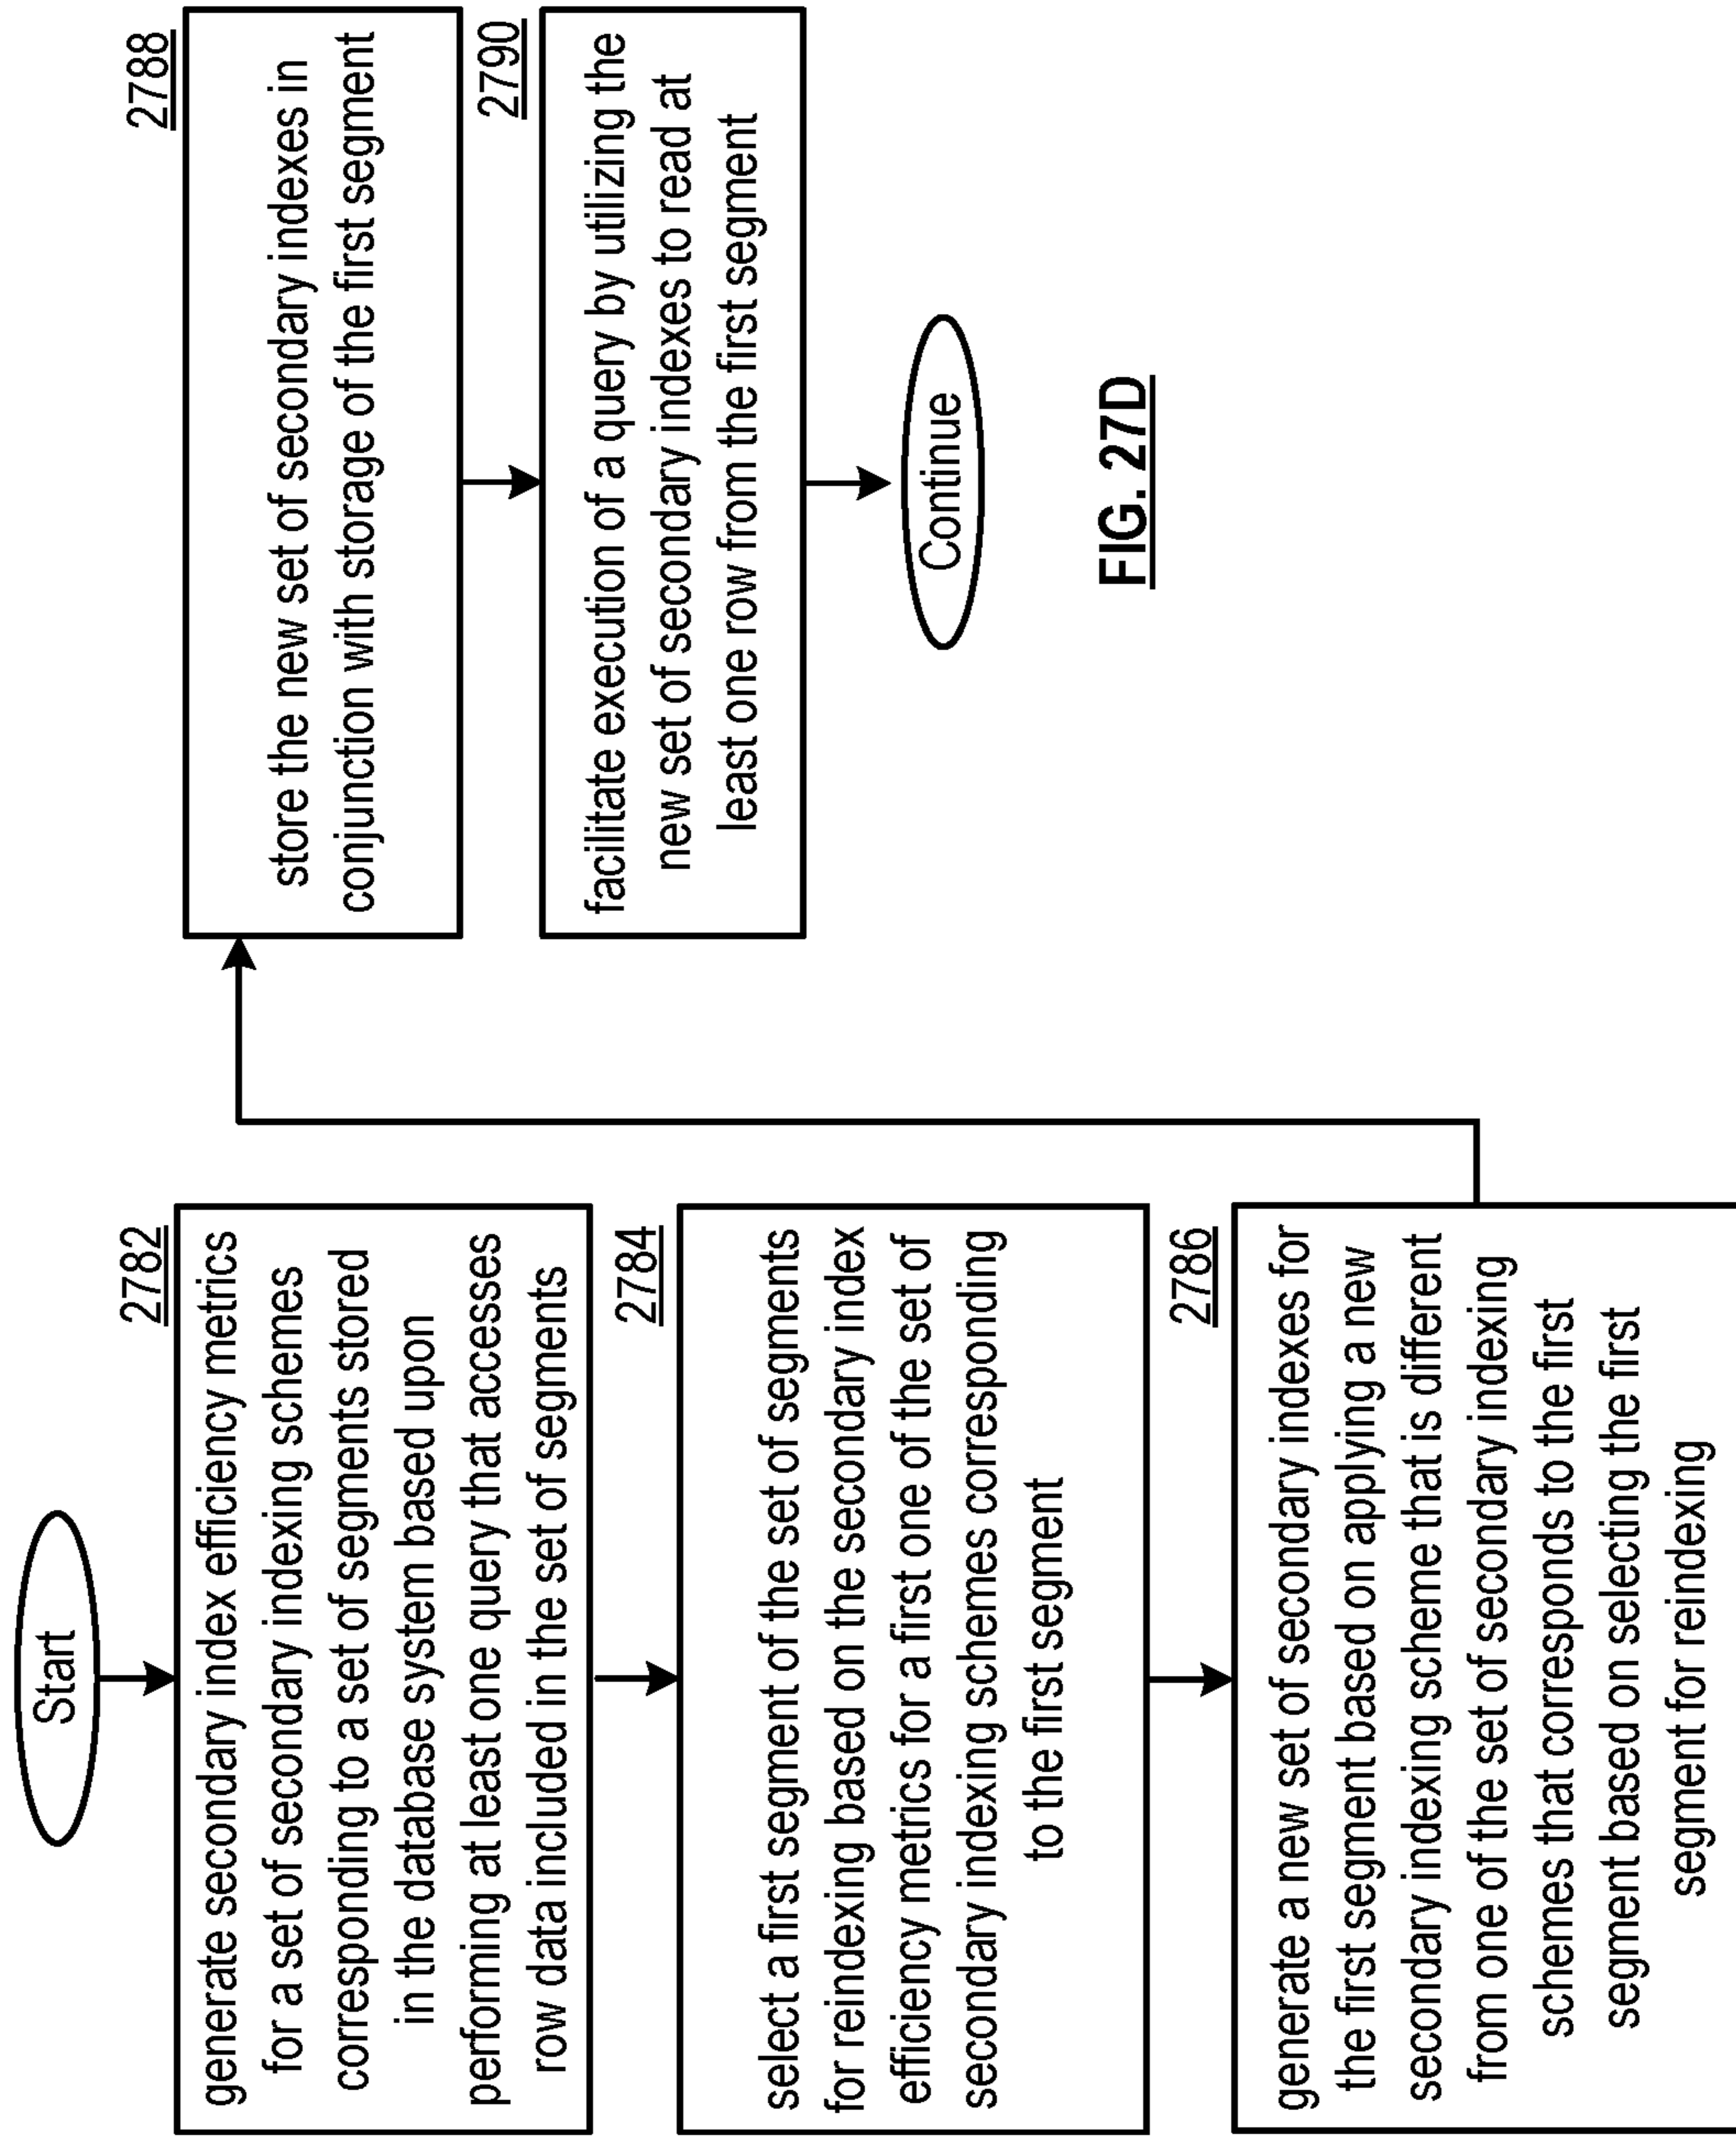 Start
2782
generate secondary index efficiency metrics
for a set of secondary indexing schemes
corresponding to a set of segments stored
in the database system based upon
performing at least one query that accesses
row data included in the set of segments
2784
select a first segment of the set of segments
for reindexing based on the secondary index
efficiency metrics for a first one of the set of
secondary indexing schemes corresponding
to the first segment
2786
generate a new set of secondary indexes for
the first segment based on applying a new
secondary indexing scheme that is different
from one of the set of secondary indexing
schemes that corresponds to the first
segment based on selecting the first
segment for reindexing
2788
store the new set of secondary indexes in
conjunction with storage of the first segment
2790
facilitate execution of a query by utilizing the
new set of secondary indexes to read at
least one row from the first segment
Continue
FIG. 27D